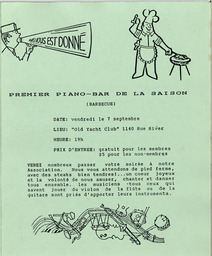 VOUS EST DONNÉ
PREMIER PIANO-BAR DE LA SAISON
(BARBECUE)
DATE: vendredi le 7 septembre
LIEU: "Old Yacht Club" 1140 Rue River
HEURE: 19h
PRIX D'ENTREE: gratuit pour les membres
$5 pour les non-membres
VENEZ nombreux passer votre soirée à notre
Association. Nous vous attendons de pied ferme,
avec des steaks bien tendres!...un coeur joyeux
et la volonté de nous amuser, chanter et danser
tous ensemble, les musiciens -tous ceux qui
savent jouer du violon de la flûte ou de la
guitare sont priés d'apporter leurs instruments.